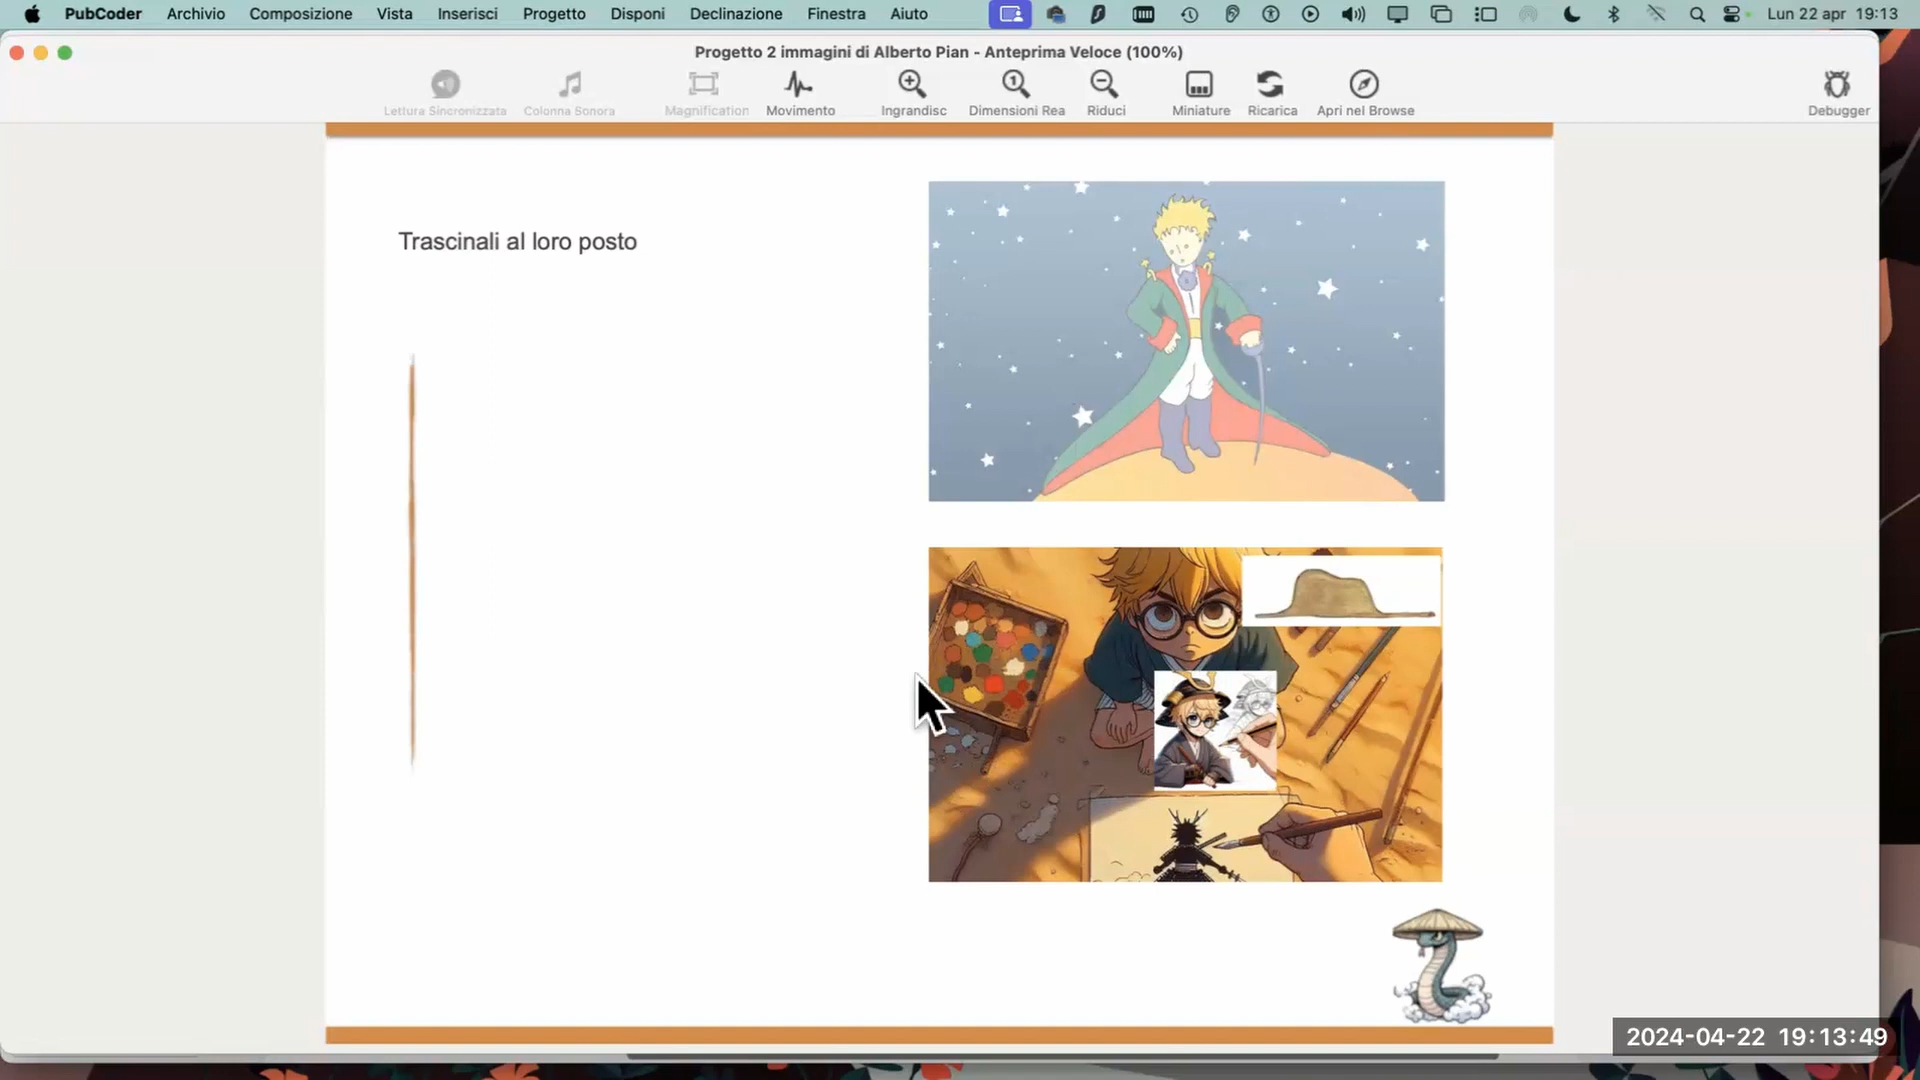 PubCoder Archivio Composizione Vista Inserisci Progetto Disponi Declinazione Finestra Aiuto Lun 22 apr 19:13
Progetto 2 immagini di Alberto Pian - Anteprima Veloce (100%)
Lettura Sincronizzata Colonna Sonora Magnification Movimento Ingrandisc Dimensioni Rea Riduci Miniature Ricarica Apri nel Browse Debugger
Trascinali al loro posto
2024-04-22 19:13:49